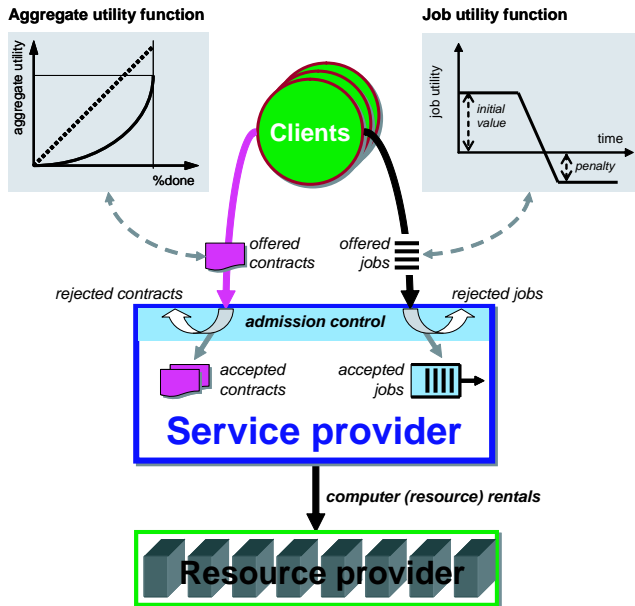 Aggregate utility function
Job utility function
aggregate utility
%done
job utility
initial
value
time
penalty
Clients
offered
contracts
offered
jobs
rejected contracts
rejected jobs
admission control
accepted
contracts
accepted
jobs
Service provider
computer (resource) rentals
Resource provider